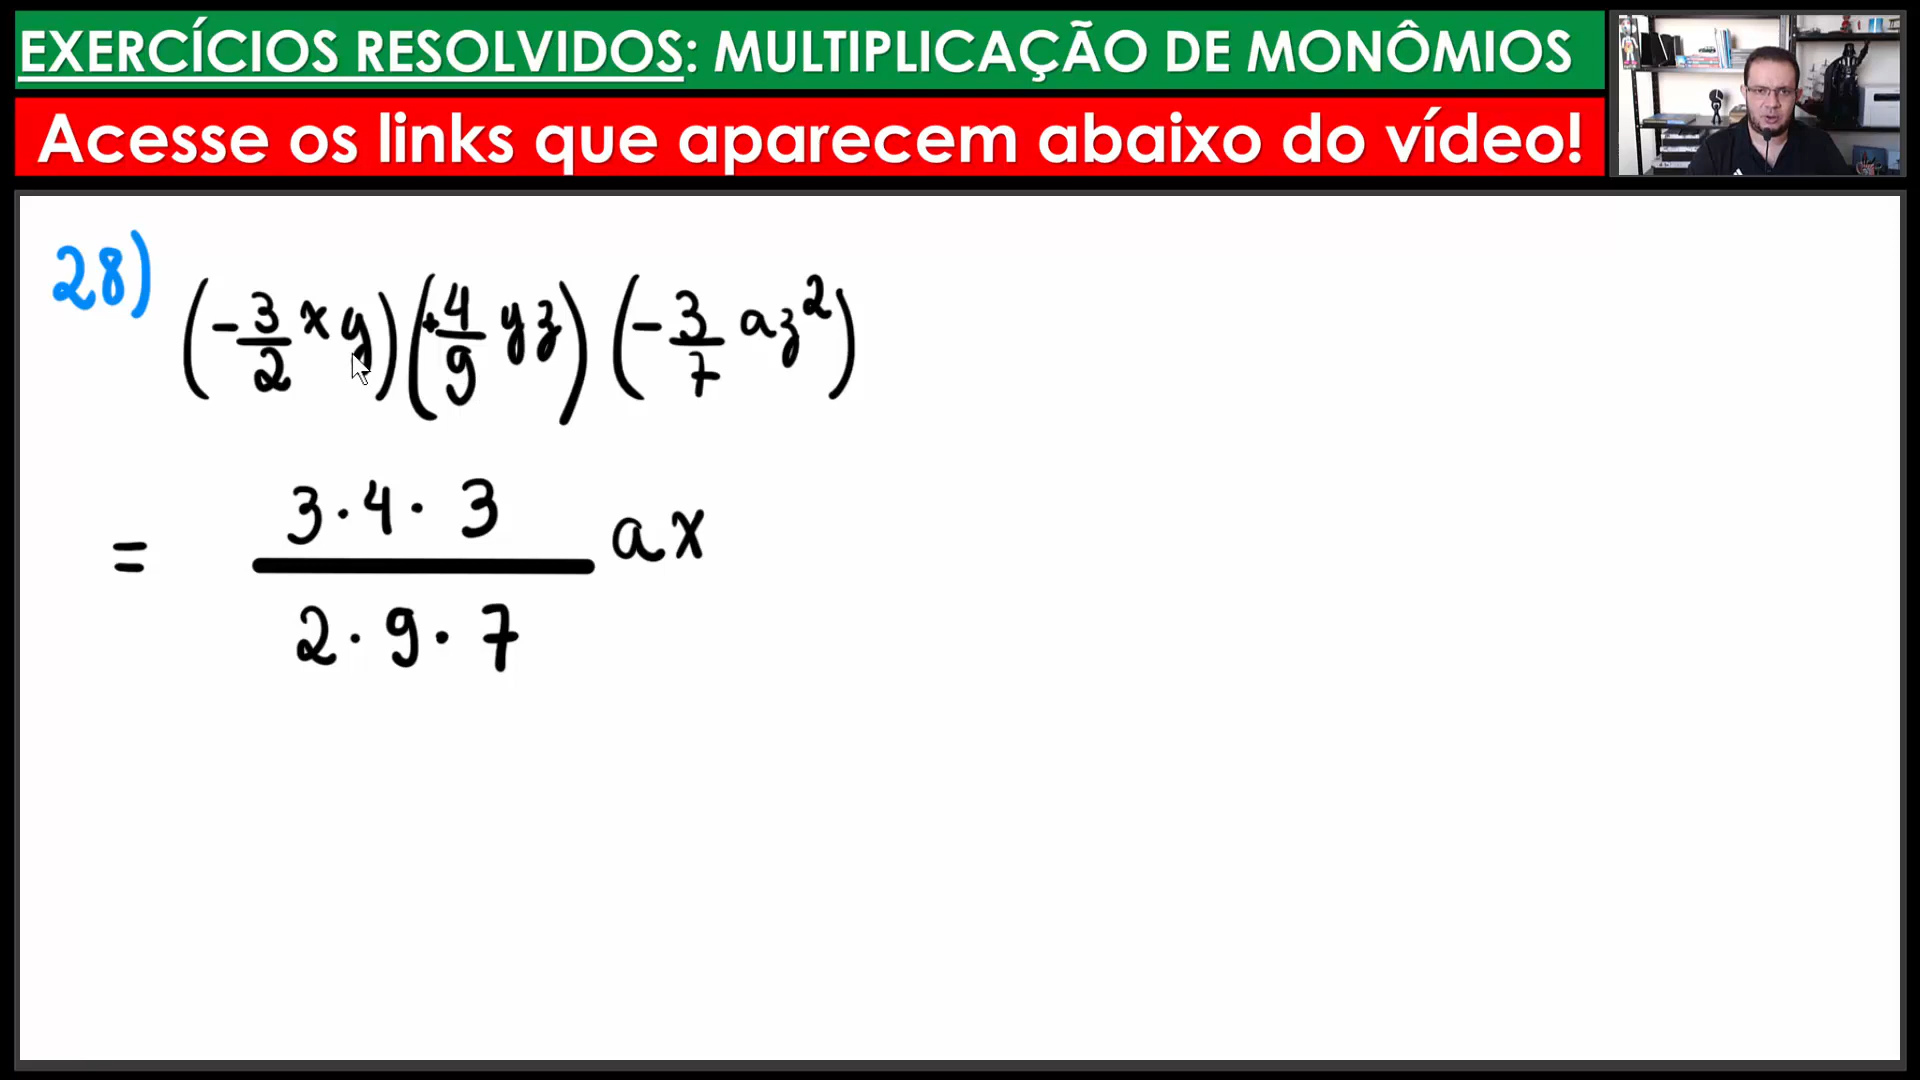 EXERCÍCIOS RESOLVIDOS: MULTIPLICAÇÃO DE MONÔMIOS
Acesse os links que aparecem abaixo do vídeo!
28) (-3/2 xy)(+4/9 yz)(-3/7 az²)
= 3·4·3/2·9·7 ax